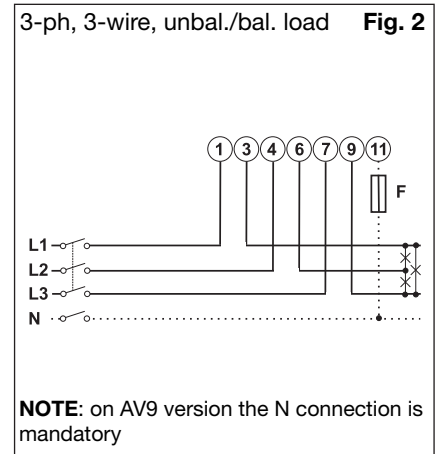 3-ph, 3-wire, unbal./bal. load Fig. 2
1 3 4 6 7 9 11
F
L1
L2
L3
N
NOTE: on AV9 version the N connection is
mandatory